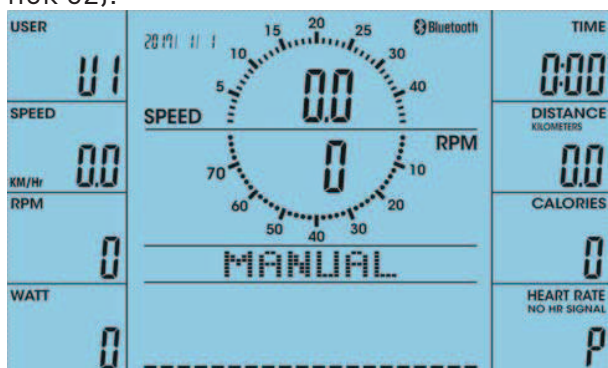 USER
U1
SPEED
KM/Hr 0.0
RPM
0
WATT
0
2017/ 1/ 1
Bluetooth
5 10 15 20 25 30 40
SPEED 0.0
RPM 0
70 60 50 40 30 20 10
MANUAL
TIME
0:00
DISTANCE
KILOMETERS
0.0
CALORIES
0
HEART RATE
NO HR SIGNAL
P